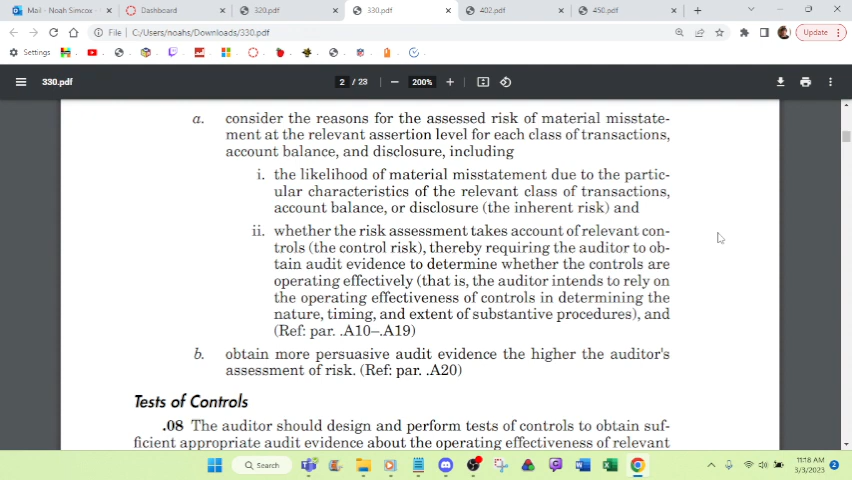 Mail - Noah Simcox - Outlook
Dashboard
320.pdf
330.pdf
402.pdf
450.pdf
File | C:/Users/noahs/Downloads/330.pdf
Update
Settings
330.pdf
2 / 23
200%
a. consider the reasons for the assessed risk of material misstate-
ment at the relevant assertion level for each class of transactions,
account balance, and disclosure, including
i. the likelihood of material misstatement due to the partic-
ular characteristics of the relevant class of transactions,
account balance, or disclosure (the inherent risk) and
ii. whether the risk assessment takes account of relevant con-
trols (the control risk), thereby requiring the auditor to ob-
tain audit evidence to determine whether the controls are
operating effectively (that is, the auditor intends to rely on
the operating effectiveness of controls in determining the
nature, timing, and extent of substantive procedures), and
(Ref: par. .A10–.A19)
b. obtain more persuasive audit evidence the higher the auditor's
assessment of risk. (Ref: par. .A20)
Tests of Controls
.08 The auditor should design and perform tests of controls to obtain suf-
ficient appropriate audit evidence about the operating effectiveness of relevant
Search
11:18 AM
3/3/2023
2